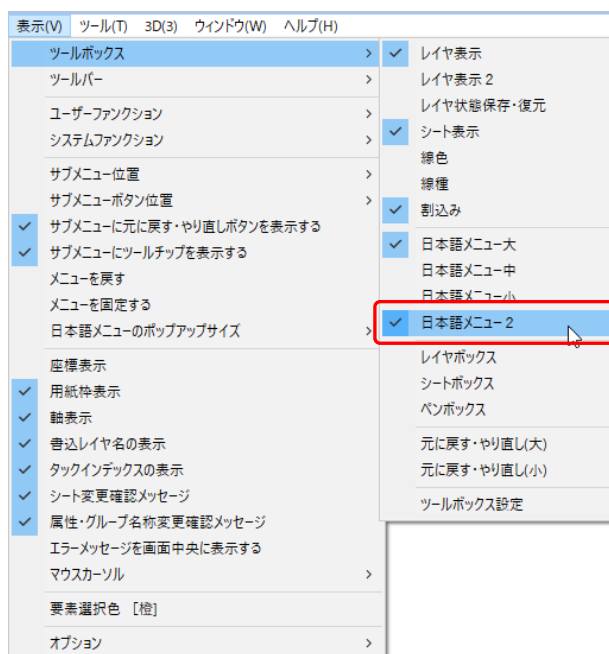 表示(V) ツール(T) 3D(3) ウィンドウ(W) ヘルプ(H)
ツールボックス
ツールバー
ユーザーファンクション
システムファンクション
サブメニュー位置
サブメニューボタン位置
サブメニューに元に戻す・やり直しボタンを表示する
サブメニューにツールチップを表示する
メニューを戻す
メニューを固定する
日本語メニューのポップアップサイズ
座標表示
用紙枠表示
軸表示
書込レイヤ名の表示
タックインデックスの表示
シート変更確認メッセージ
属性・グループ名称変更確認メッセージ
エラーメッセージを画面中央に表示する
マウスカーソル
要素選択色 [橙]
オプション
レイヤ表示
レイヤ表示2
レイヤ状態保存・復元
シート表示
線色
線種
割込み
日本語メニュー大
日本語メニュー中
日本語メニュー小
日本語メニュー2
レイヤボックス
シートボックス
ペンボックス
元に戻す・やり直し(大)
元に戻す・やり直し(小)
ツールボックス設定